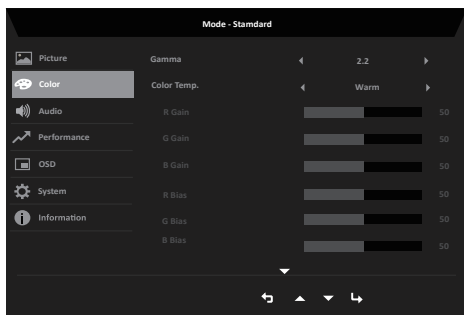 Mode - Stamdard
Picture
Color
Audio
Performance
OSD
System
Information
Gamma 2.2
Color Temp. Warm
R Gain 50
G Gain 50
B Gain 50
R Bias 50
G Bias 50
B Bias 50